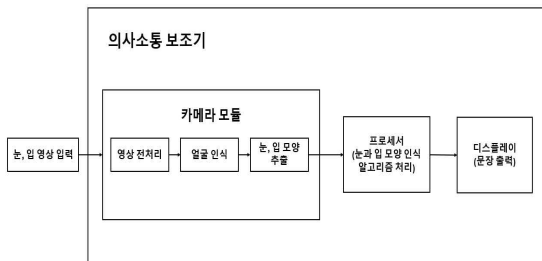 의사소통 보조기
카메라 모듈
눈, 입 영상 입력
영상 전처리
얼굴 인식
눈, 입 모양
추출
프로세서
(눈과 입 모양 인식
알고리즘 처리)
디스플레이
(문장 출력)